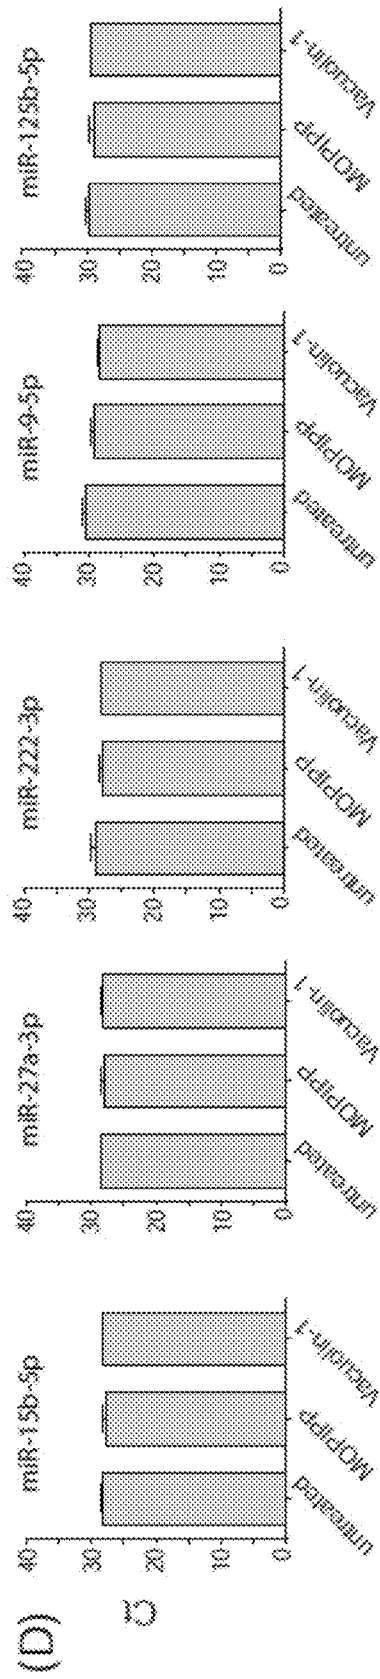 (D)
Ct
miR-15b-5p
40
30
20
10
0
untreated
MOPIPP
Vacuolin-1
miR-27a-3p
40
30
20
10
0
untreated
MOPIPP
Vacuolin-1
miR-222-3p
40
30
20
10
0
untreated
MOPIPP
Vacuolin-1
miR-9-5p
40
30
20
10
0
untreated
MOPIPP
Vacuolin-1
miR-125b-5p
40
30
20
10
0
untreated
MOPIPP
Vacuolin-1